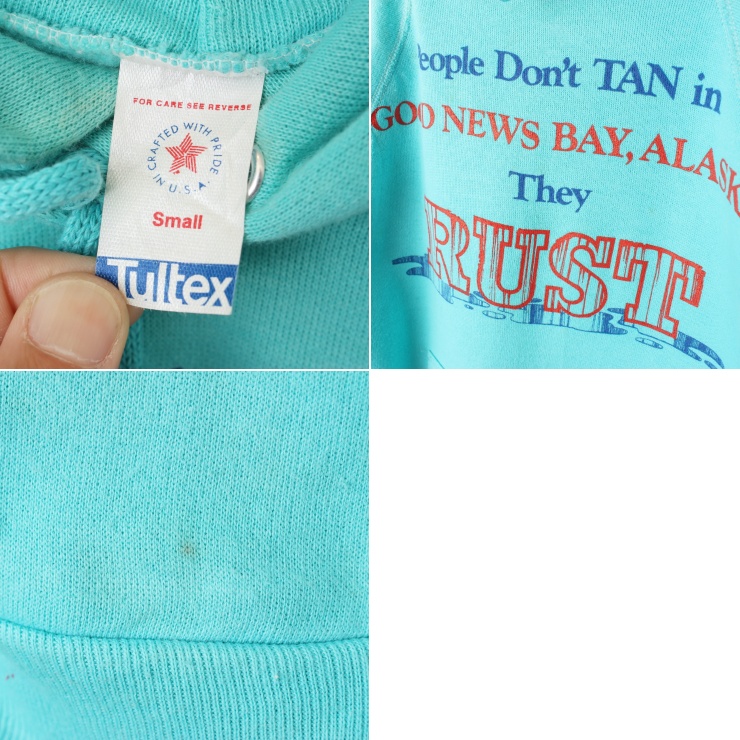 FOR CARE SEE REVERSE
CRAFTED WITH PRIDE
IN U.S.A
Small
Tultex
People Don't TAN in
GOO NEWS BAY, ALASK
They
RUST